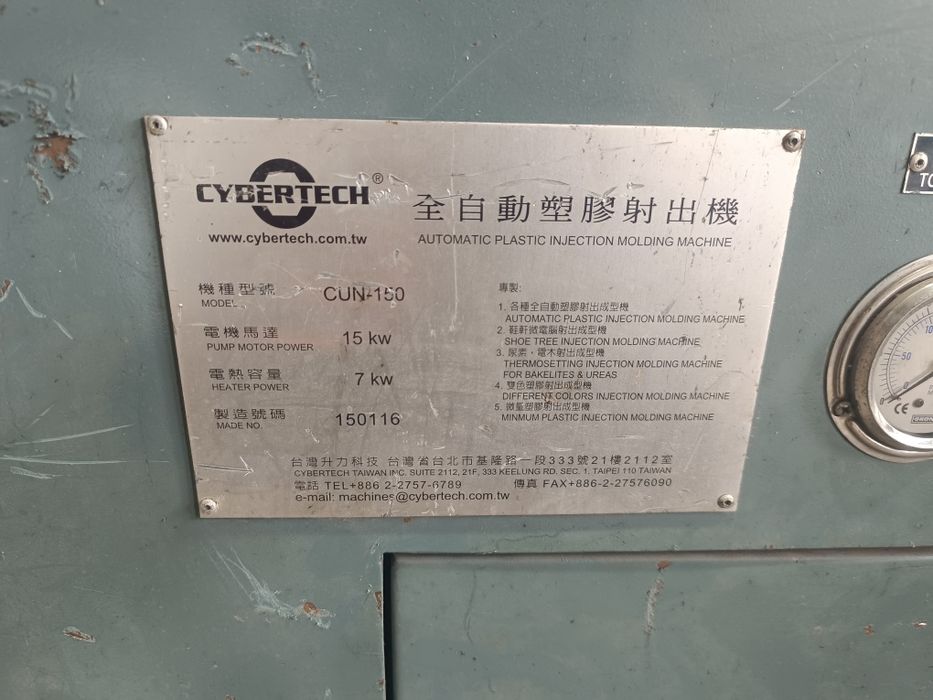 CYBERTECH ®
www.cybertech.com.tw
全自動塑膠射出機
AUTOMATIC PLASTIC INJECTION MOLDING MACHINE
機種型號
MODEL
CUN-150
電機馬達
PUMP MOTOR POWER
15 kw
電熱容量
HEATER POWER
7 kw
製造號碼
MADE NO.
150116
專製:
1. 各種全自動塑膠射出成型機
AUTOMATIC PLASTIC INJECTION MOLDING MACHINE
2. 鞋軒微電腦射出成型機
SHOE TREE INJECTION MOLDING MACHINE
3. 尿素、電木射出成型機
THERMOSETTING INJECTION MOLDING MACHINE
FOR BAKELITES & UREAS
4. 雙色塑膠射出成型機
DIFFERENT COLORS INJECTION MACHINE
5. 微量塑膠射出成型機
MINMUM PLASTIC INJECTION MOLDING MACHINE
台灣升力科技 台灣省台北市基隆路一段333號21樓2112室
CYBERTECH TAIWAN INC. SUITE 2112, 21F, 333 KEELUNG RD. SEC. 1, TAIPEI 110 TAIWAN
電話 TEL+886 2-2757-6789 傳真 FAX+886-2-27576090
e-mail: machines@cybertech.com.tw
50
0
CE